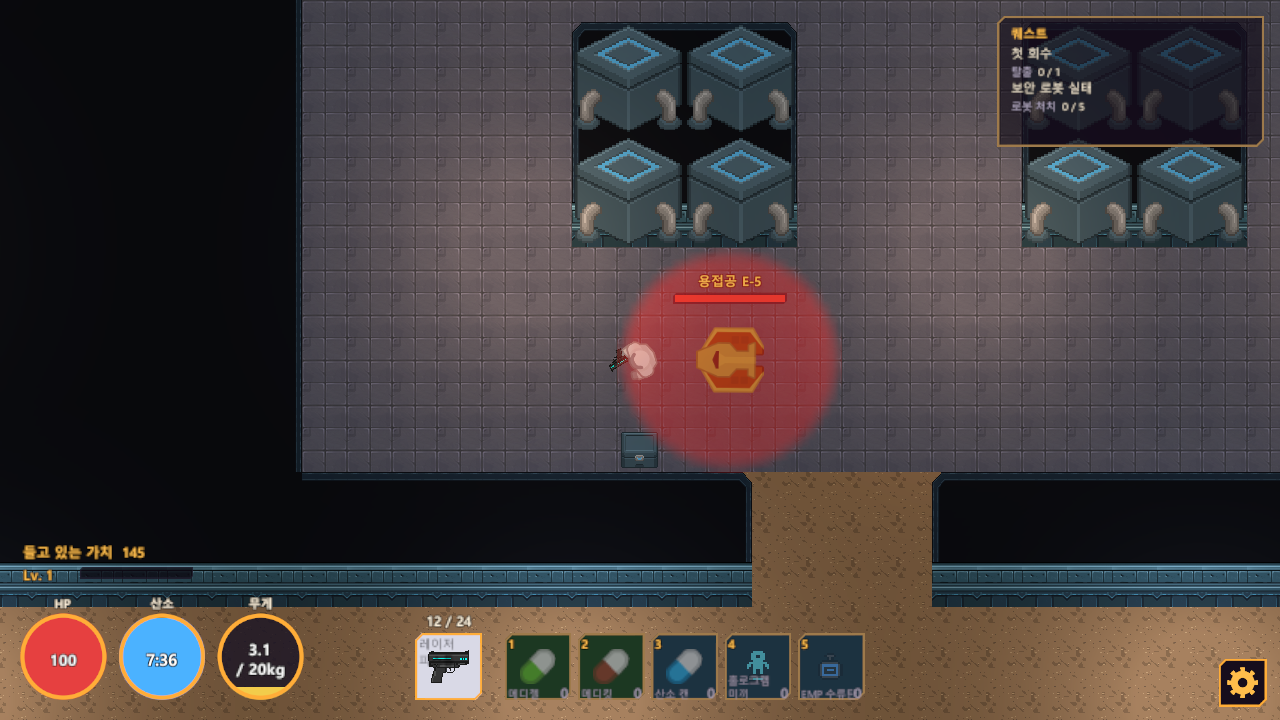 퀘스트
첫 회수
탈출 0/1
보안 로봇 실태
로봇 처치 0/5
용접공 E-5
들고 있는 가치 145
Lv. 1
HP
산소
무게
100
7:36
3.1
/ 20kg
12 / 24
레이저
1
메디젤 0
2
메디킷 0
3
산소 캔 0
4
홀로그램
미끼 0
5
EMP 수류탄 0